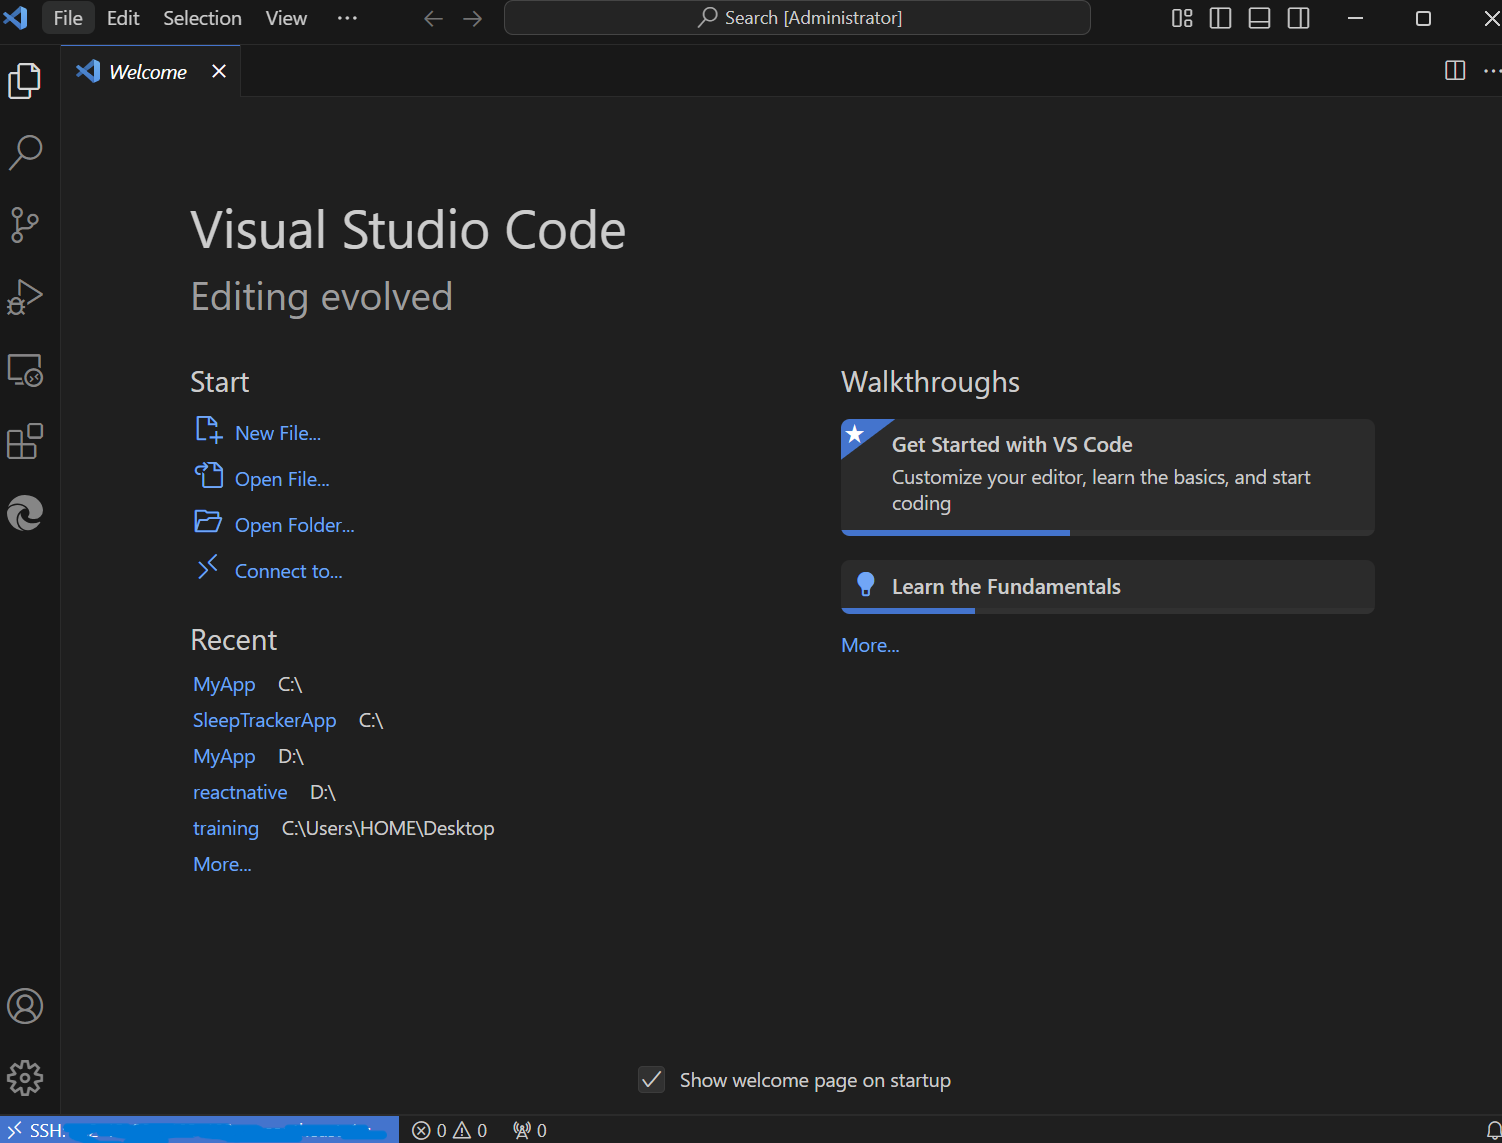 File Edit Selection View ··· Search [Administrator]
Welcome
Visual Studio Code
Editing evolved
Start
New File...
Open File...
Open Folder...
Connect to...
Recent
MyApp C:\
SleepTrackerApp C:\
MyApp D:\
reactnative D:\
training C:\Users\HOME\Desktop
More...
Walkthroughs
Get Started with VS Code
Customize your editor, learn the basics, and start
coding
Learn the Fundamentals
More...
Show welcome page on startup
SSH: 0 0 0